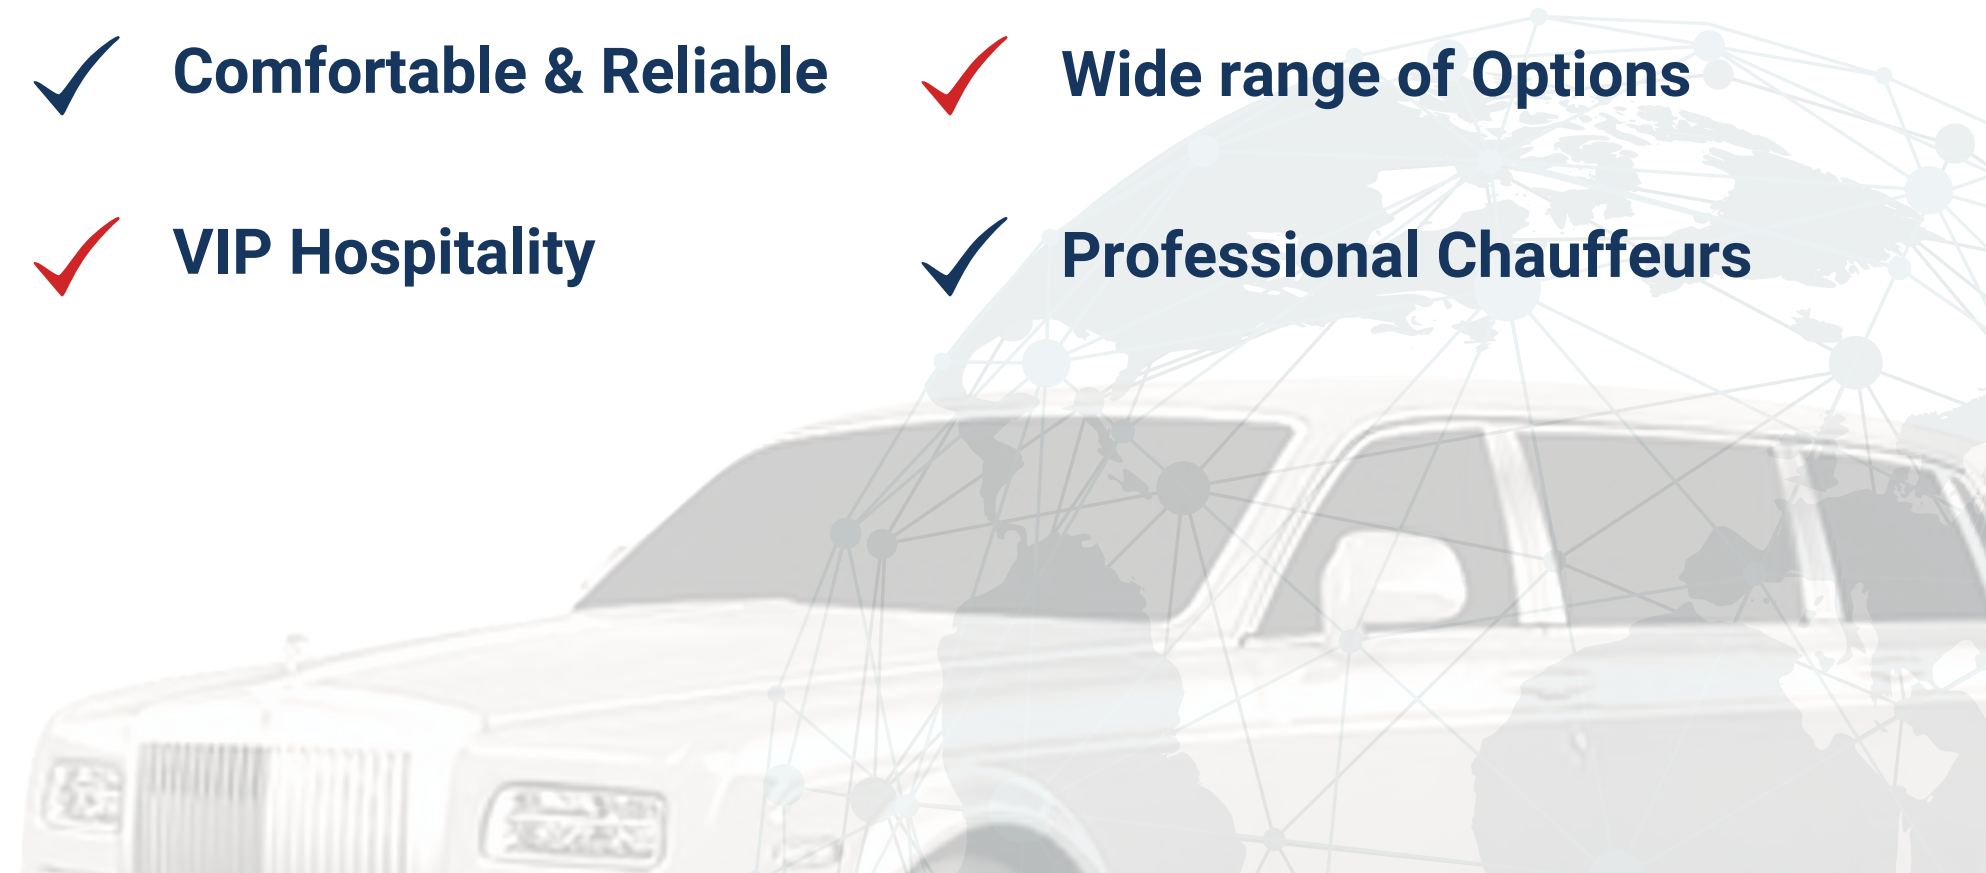 Comfortable & Reliable
Wide range of Options
VIP Hospitality
Professional Chauffeurs